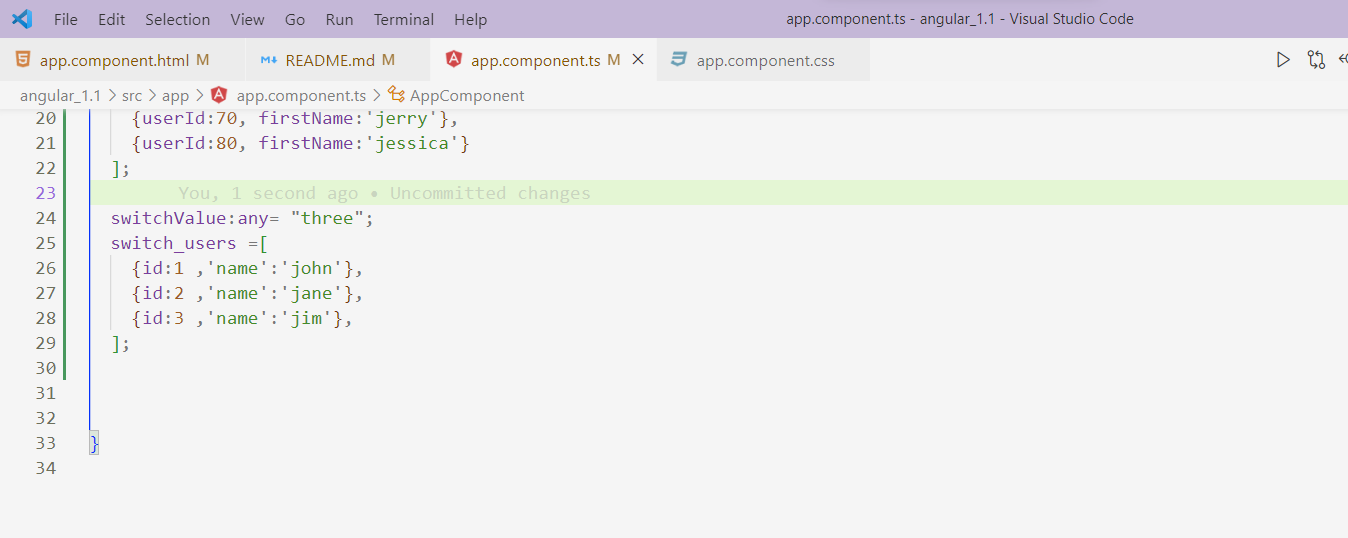 File Edit Selection View Go Run Terminal Help app.component.ts - angular_1.1 - Visual Studio Code
app.component.html M README.md M app.component.ts M app.component.css
angular_1.1 > src > app > app.component.ts > AppComponent
20 {userId:70, firstName:'jerry'},
21 {userId:80, firstName:'jessica'}
22 ];
23 You, 1 second ago • Uncommitted changes
24 switchValue:any= "three";
25 switch_users =[
26 {id:1 ,'name':'john'},
27 {id:2 ,'name':'jane'},
28 {id:3 ,'name':'jim'},
29 ];
30
31
32
33 }
34